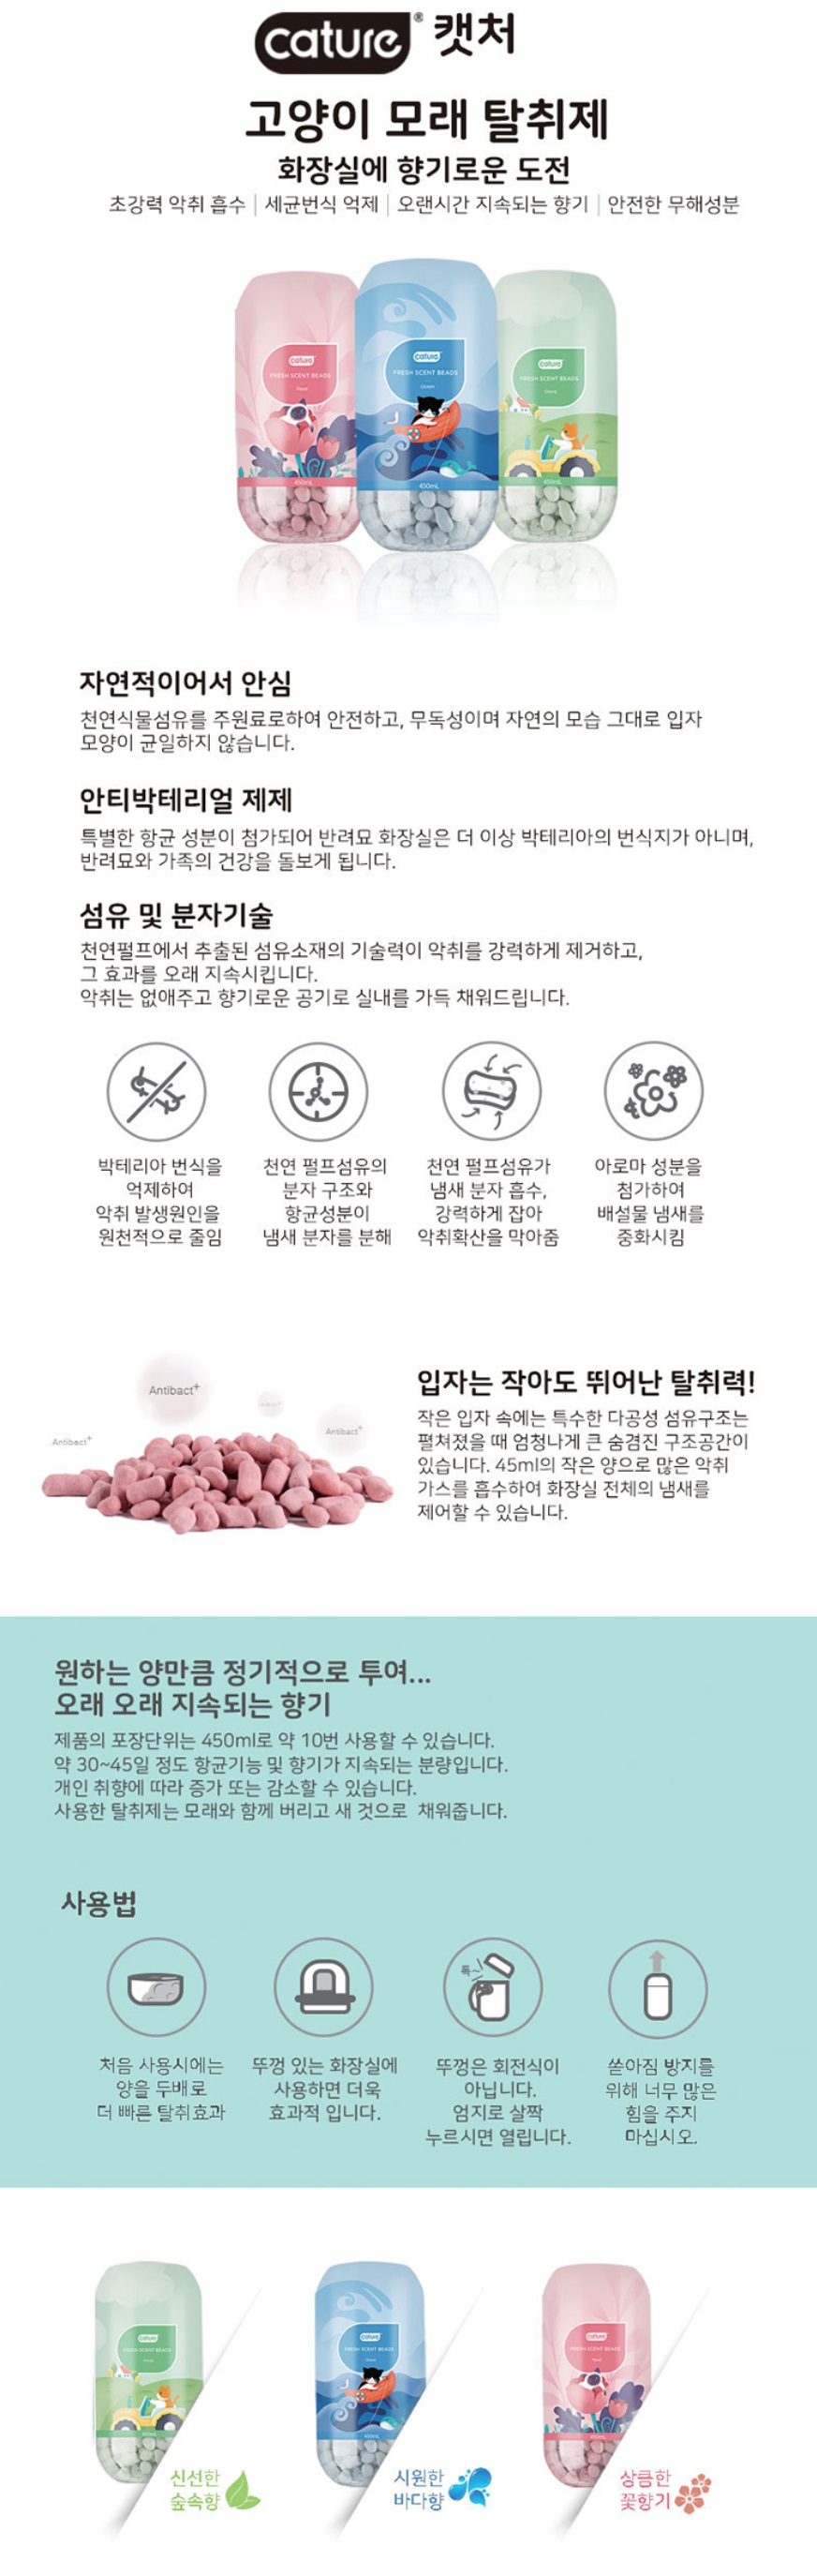 cature® 캣처
고양이 모래 탈취제
화장실에 향기로운 도전
초강력 악취 흡수 | 세균번식 억제 | 오랜시간 지속되는 향기 | 안전한 무해성분
cature
FRESH SCENT BEADS
Floral
450mL
cature
FRESH SCENT BEADS
Ocean
450mL
cature
FRESH SCENT BEADS
450mL
자연적이어서 안심
천연식물섬유를 주원료로하여 안전하고, 무독성이며 자연의 모습 그대로 입자
모양이 균일하지 않습니다.
안티박테리얼 제제
특별한 항균 성분이 첨가되어 반려묘 화장실은 더 이상 박테리아의 번식지가 아니며,
반려묘와 가족의 건강을 돌보게 됩니다.
섬유 및 분자기술
천연펄프에서 추출된 섬유소재의 기술력이 악취를 강력하게 제거하고,
그 효과를 오래 지속시킵니다.
악취는 없애주고 향기로운 공기로 실내를 가득 채워드립니다.
박테리아 번식을
억제하여
악취 발생원인을
원천적으로 줄임
천연 펄프섬유의
분자 구조와
항균성분이
냄새 분자를 분해
천연 펄프섬유가
냄새 분자 흡수,
강력하게 잡아
악취확산을 막아줌
아로마 성분을
첨가하여
배설물 냄새를
중화시킴
Antibact+
Antibact+
Antibact+
입자는 작아도 뛰어난 탈취력!
작은 입자 속에는 특수한 다공성 섬유구조는
펼쳐졌을 때 엄청나게 큰 숨겸진 구조공간이
있습니다. 45ml의 작은 양으로 많은 악취
가스를 흡수하여 화장실 전체의 냄새를
제어할 수 있습니다.
원하는 양만큼 정기적으로 투여...
오래 오래 지속되는 향기
제품의 포장단위는 450ml로 약 10번 사용할 수 있습니다.
약 30~45일 정도 항균기능 및 향기가 지속되는 분량입니다.
개인 취향에 따라 증가 또는 감소할 수 있습니다.
사용한 탈취제는 모래와 함께 버리고 새 것으로 채워줍니다.
사용법
톡~!
처음 사용시에는
양을 두배로
더 빠른 탈취효과
뚜껑 있는 화장실에
사용하면 더욱
효과적 입니다.
뚜껑은 회전식이
아닙니다.
엄지로 살짝
누르시면 열립니다.
쏟아짐 방지를
위해 너무 많은
힘을 주지
마십시오.
cature
FRESH SCENT BEADS
신선한
숲속향
cature
FRESH SCENT BEADS
450mL
시원한
바다향
cature
FRESH SCENT BEADS
450mL
상큼한
꽃향기